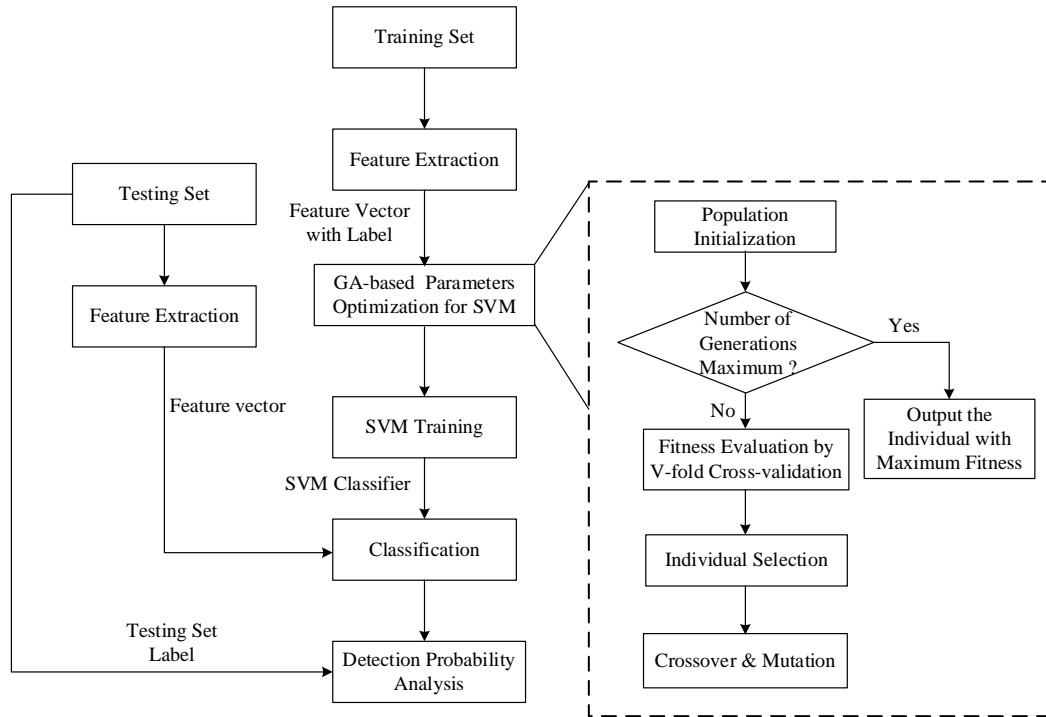 Training Set
Feature Extraction
Feature Vector
with Label
GA-based Parameters
Optimization for SVM
SVM Training
SVM Classifier
Classification
Detection Probability
Analysis
Testing Set
Feature Extraction
Feature vector
Testing Set
Label
Population
Initialization
Number of
Generations
Maximum ?
Yes
No
Output the
Individual with
Maximum Fitness
Fitness Evaluation by
V-fold Cross-validation
Individual Selection
Crossover & Mutation